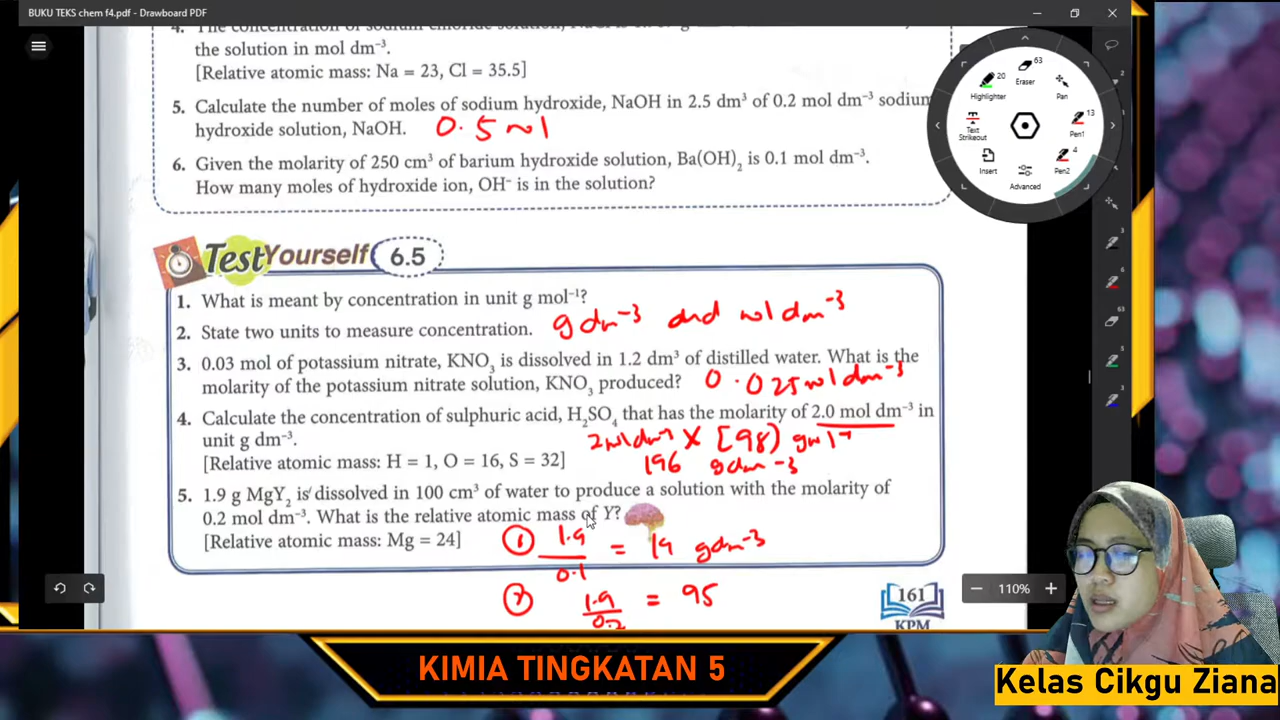 BUKU TEKS chem f4.pdf - Drawboard PDF
the solution in mol dm⁻³.
[Relative atomic mass: Na = 23, Cl = 35.5]
5. Calculate the number of moles of sodium hydroxide, NaOH in 2.5 dm³ of 0.2 mol dm⁻³ sodium
hydroxide solution, NaOH. 0.5 mol
6. Given the molarity of 250 cm³ of barium hydroxide solution, Ba(OH)₂ is 0.1 mol dm⁻³.
How many moles of hydroxide ion, OH⁻ is in the solution?
Test Yourself 6.5
1. What is meant by concentration in unit g mol⁻¹?
2. State two units to measure concentration. g dm⁻³ and mol dm⁻³
3. 0.03 mol of potassium nitrate, KNO₃ is dissolved in 1.2 dm³ of distilled water. What is the
molarity of the potassium nitrate solution, KNO₃ produced? 0.025 mol dm⁻³
4. Calculate the concentration of sulphuric acid, H₂SO₄ that has the molarity of 2.0 mol dm⁻³ in
unit g dm⁻³.
2 mol dm⁻³ × [98)
[Relative atomic mass: H = 1, O = 16, S = 32] 196 g dm⁻³
5. 1.9 g MgY₂ is dissolved in 100 cm³ of water to produce a solution with the molarity of
0.2 mol dm⁻³. What is the relative atomic mass of Y?
[Relative atomic mass: Mg = 24]
① 1.9 / 0.1 = 19 g dm⁻³
② 1.9 / 0.2 = 95
161
KPM
20
Highlighter
63
Eraser
Pan
Text
Strikeout
13
Pen1
Insert
Advanced
4
Pen2
110%
KIMIA TINGKATAN 5
Kelas Cikgu Ziana